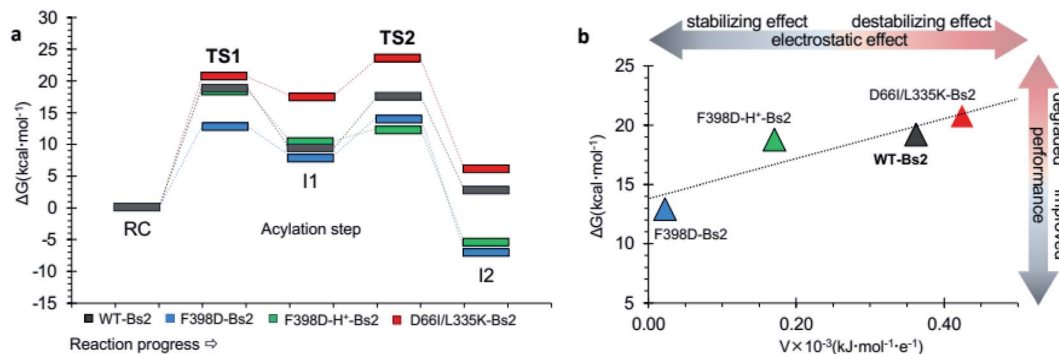 a
ΔG(kcal·mol⁻¹)
30
25
20
15
10
5
0
-5
-10
-15
TS1
TS2
RC
I1
I2
Acylation step
WT-Bs2 F398D-Bs2 F398D-H⁺-Bs2 D66I/L335K-Bs2
Reaction progress ⇨
b
stabilizing effect destabilizing effect
electrostatic effect
ΔG(kcal·mol⁻¹)
25
20
15
10
5
D66I/L335K-Bs2
F398D-H⁺-Bs2
WT-Bs2
F398D-Bs2
0.00 0.20 0.40
V×10⁻³(kJ·mol⁻¹·e⁻¹)
degraded
performance